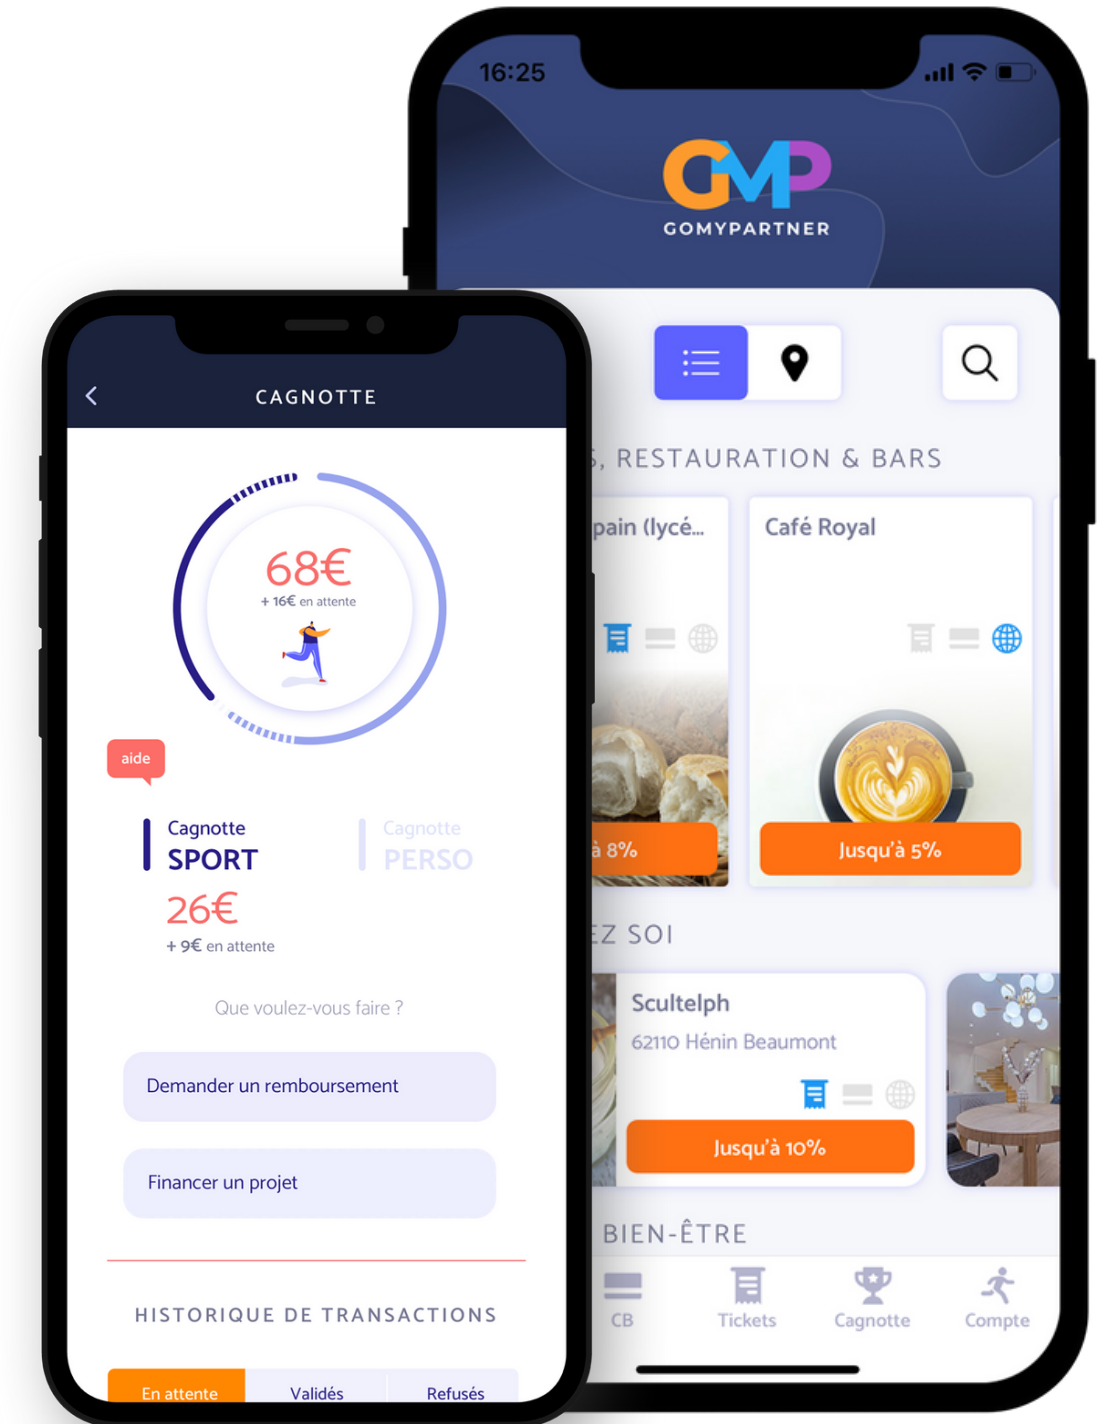 16:25
GMP
GOMYPARTNER
, RESTAURATION & BARS
pain (lycé...
Café Royal
à 8%
Jusqu'à 5%
EZ SOI
Scultelph
62110 Hénin Beaumont
Jusqu'à 10%
BIEN-ÊTRE
CB
Tickets
Cagnotte
Compte
CAGNOTTE
68€
+ 16€ en attente
aide
Cagnotte
SPORT
Cagnotte
PERSO
26€
+ 9€ en attente
Que voulez-vous faire ?
Demander un remboursement
Financer un projet
HISTORIQUE DE TRANSACTIONS
En attente
Validés
Refusés